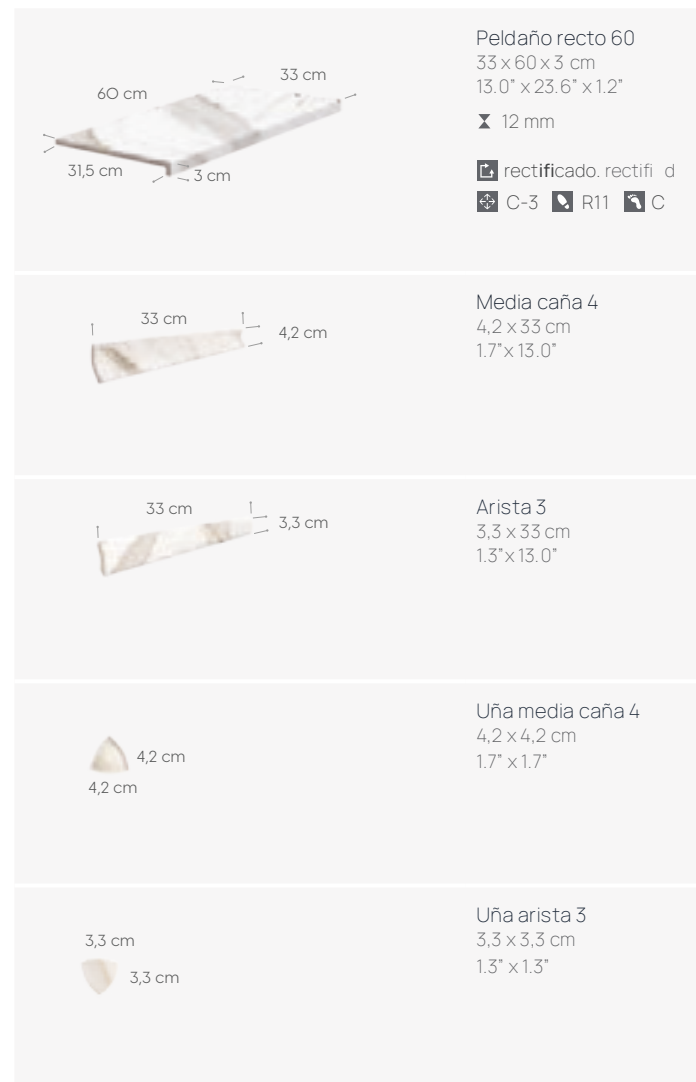 33 cm
60 cm
31,5 cm
3 cm
Peldaño recto 60
33 x 60 x 3 cm
13.0” x 23.6” x 1.2”
12 mm
rectificado. rectifi d
C-3 R11 C
33 cm
4,2 cm
Media caña 4
4,2 x 33 cm
1.7”x 13.0”
33 cm
3,3 cm
Arista 3
3,3 x 33 cm
1.3”x 13.0”
4,2 cm
4,2 cm
Uña media caña 4
4,2 x 4,2 cm
1.7” x 1.7”
3,3 cm
3,3 cm
Uña arista 3
3,3 x 3,3 cm
1.3” x 1.3”